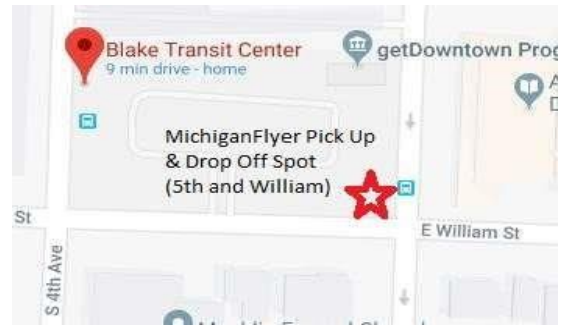 Blake Transit Center
9 min drive - home
getDowntown Prog
A
D
MichiganFlyer Pick Up
& Drop Off Spot
(5th and William)
St
E William St
S 4th Ave